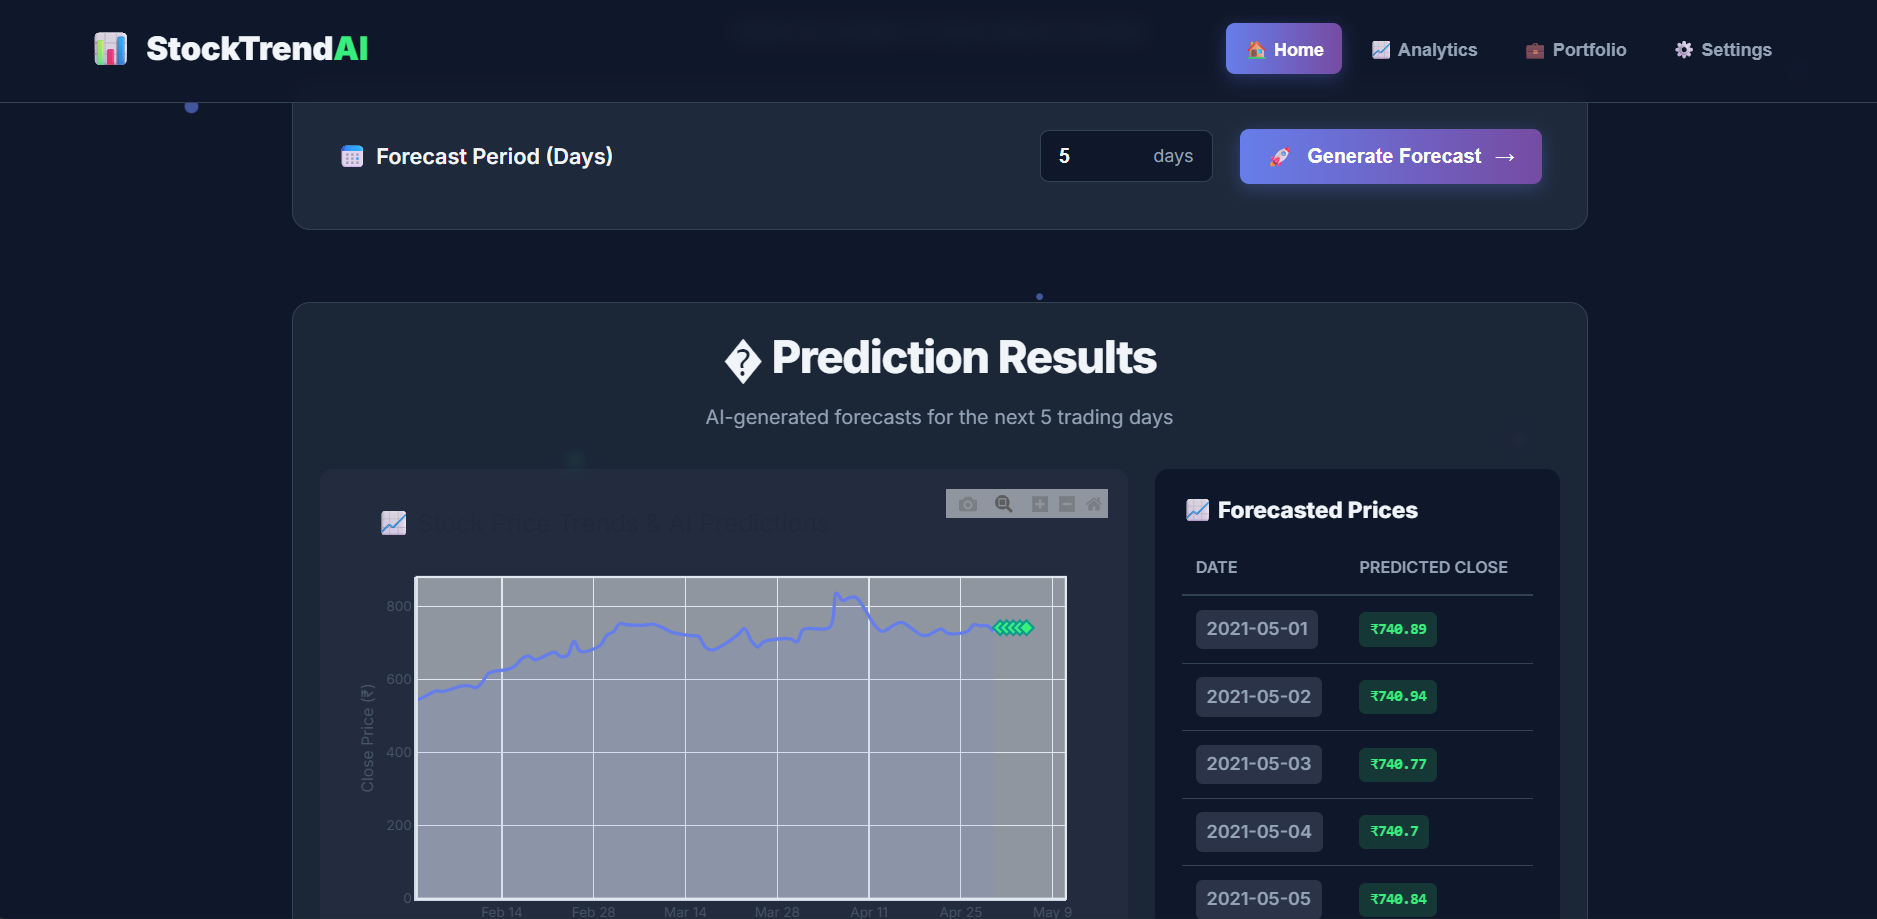 StockTrendAI
Home
Analytics
Portfolio
Settings
Forecast Period (Days)
5 days
Generate Forecast →
� Prediction Results
AI-generated forecasts for the next 5 trading days
Stock Price Trends & AI Predictions
Close Price (₹)
800
600
400
200
0
Feb 14
Feb 28
Mar 14
Mar 28
Apr 11
Apr 25
May 9
Forecasted Prices
DATE PREDICTED CLOSE
2021-05-01 ₹740.89
2021-05-02 ₹740.94
2021-05-03 ₹740.77
2021-05-04 ₹740.7
2021-05-05 ₹740.84